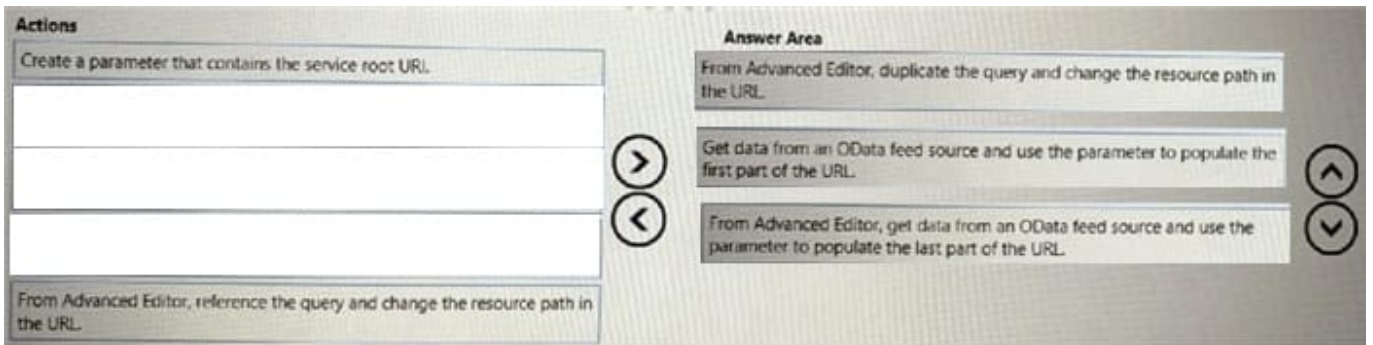 Actions
Create a parameter that contains the service root URI.
From Advanced Editor, reference the query and change the resource path in
the URL.
Answer Area
From Advanced Editor, duplicate the query and change the resource path in
the URL.
Get data from an OData feed source and use the parameter to populate the
first part of the URL.
From Advanced Editor, get data from an OData feed source and use the
parameter to populate the last part of the URL.